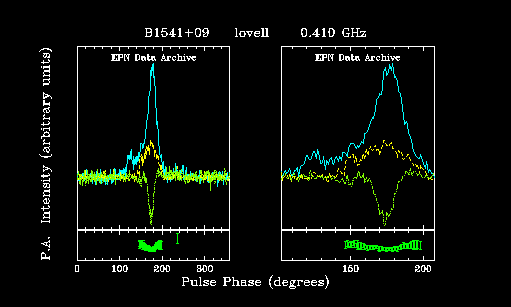 B1541+09 lovell 0.410 GHz
EPN Data Archive EPN Data Archive
P.A. Intensity (arbitrary units)
0 100 200 300 160 200
Pulse Phase (degrees)